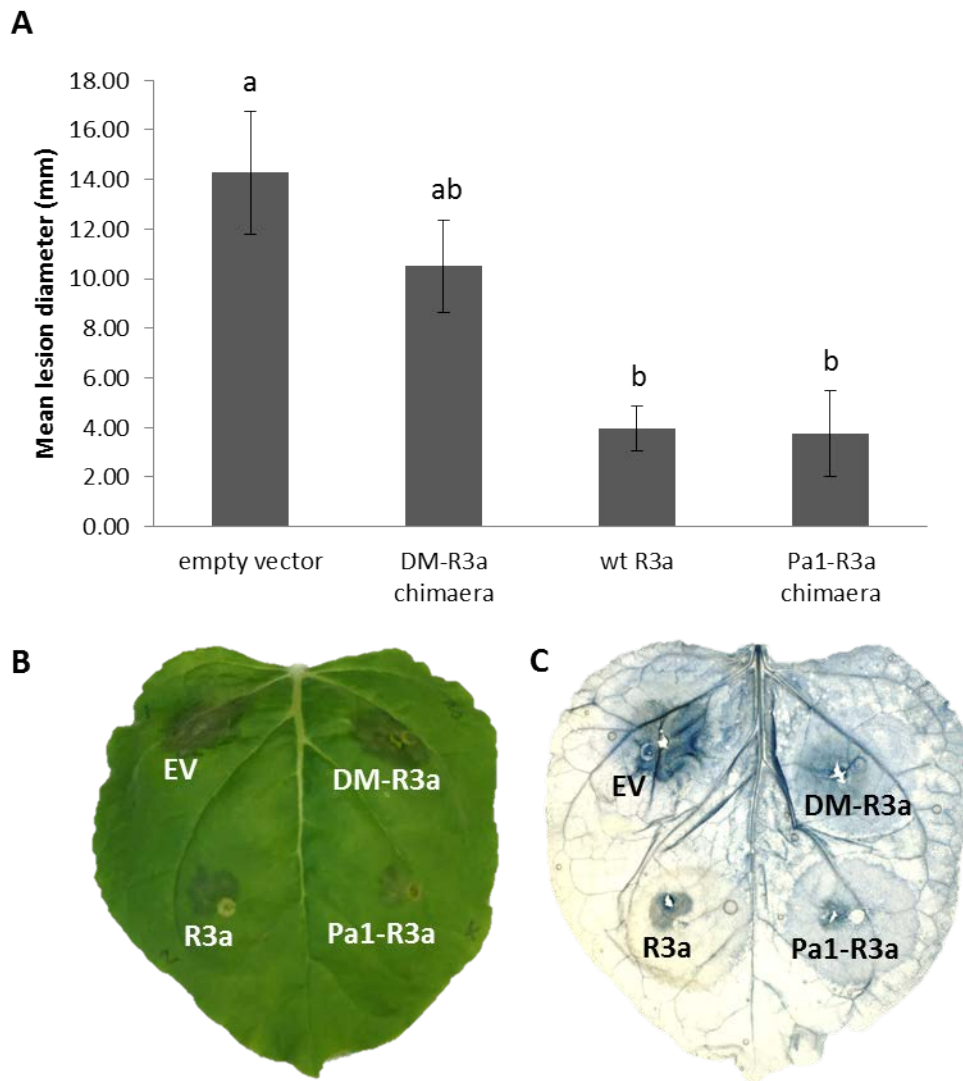 A
Mean lesion diameter (mm)
18.00
16.00
14.00
12.00
10.00
8.00
6.00
4.00
2.00
0.00
a
ab
b
b
empty vector
DM-R3a
chimaera
wt R3a
Pa1-R3a
chimaera
B
EV
DM-R3a
R3a
Pa1-R3a
C
EV
DM-R3a
R3a
Pa1-R3a